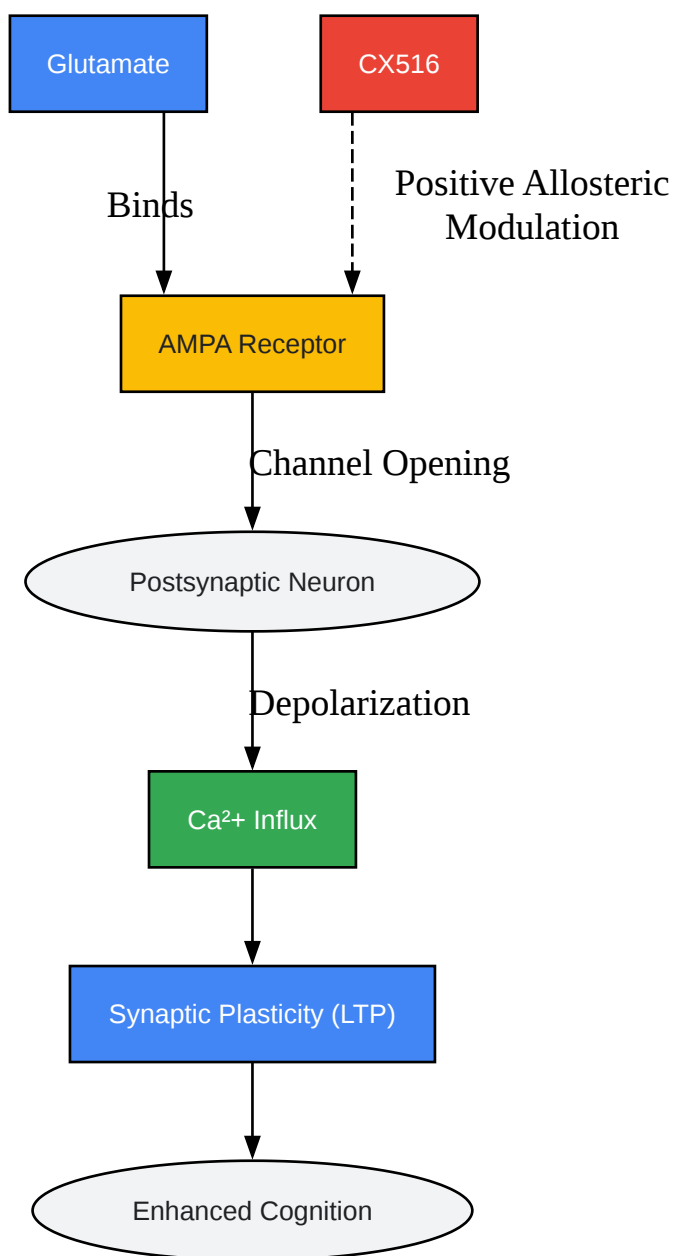 Glutamate
CX516
Binds
Positive Allosteric
Modulation
AMPA Receptor
Channel Opening
Postsynaptic Neuron
Depolarization
Ca²+ Influx
Synaptic Plasticity (LTP)
Enhanced Cognition